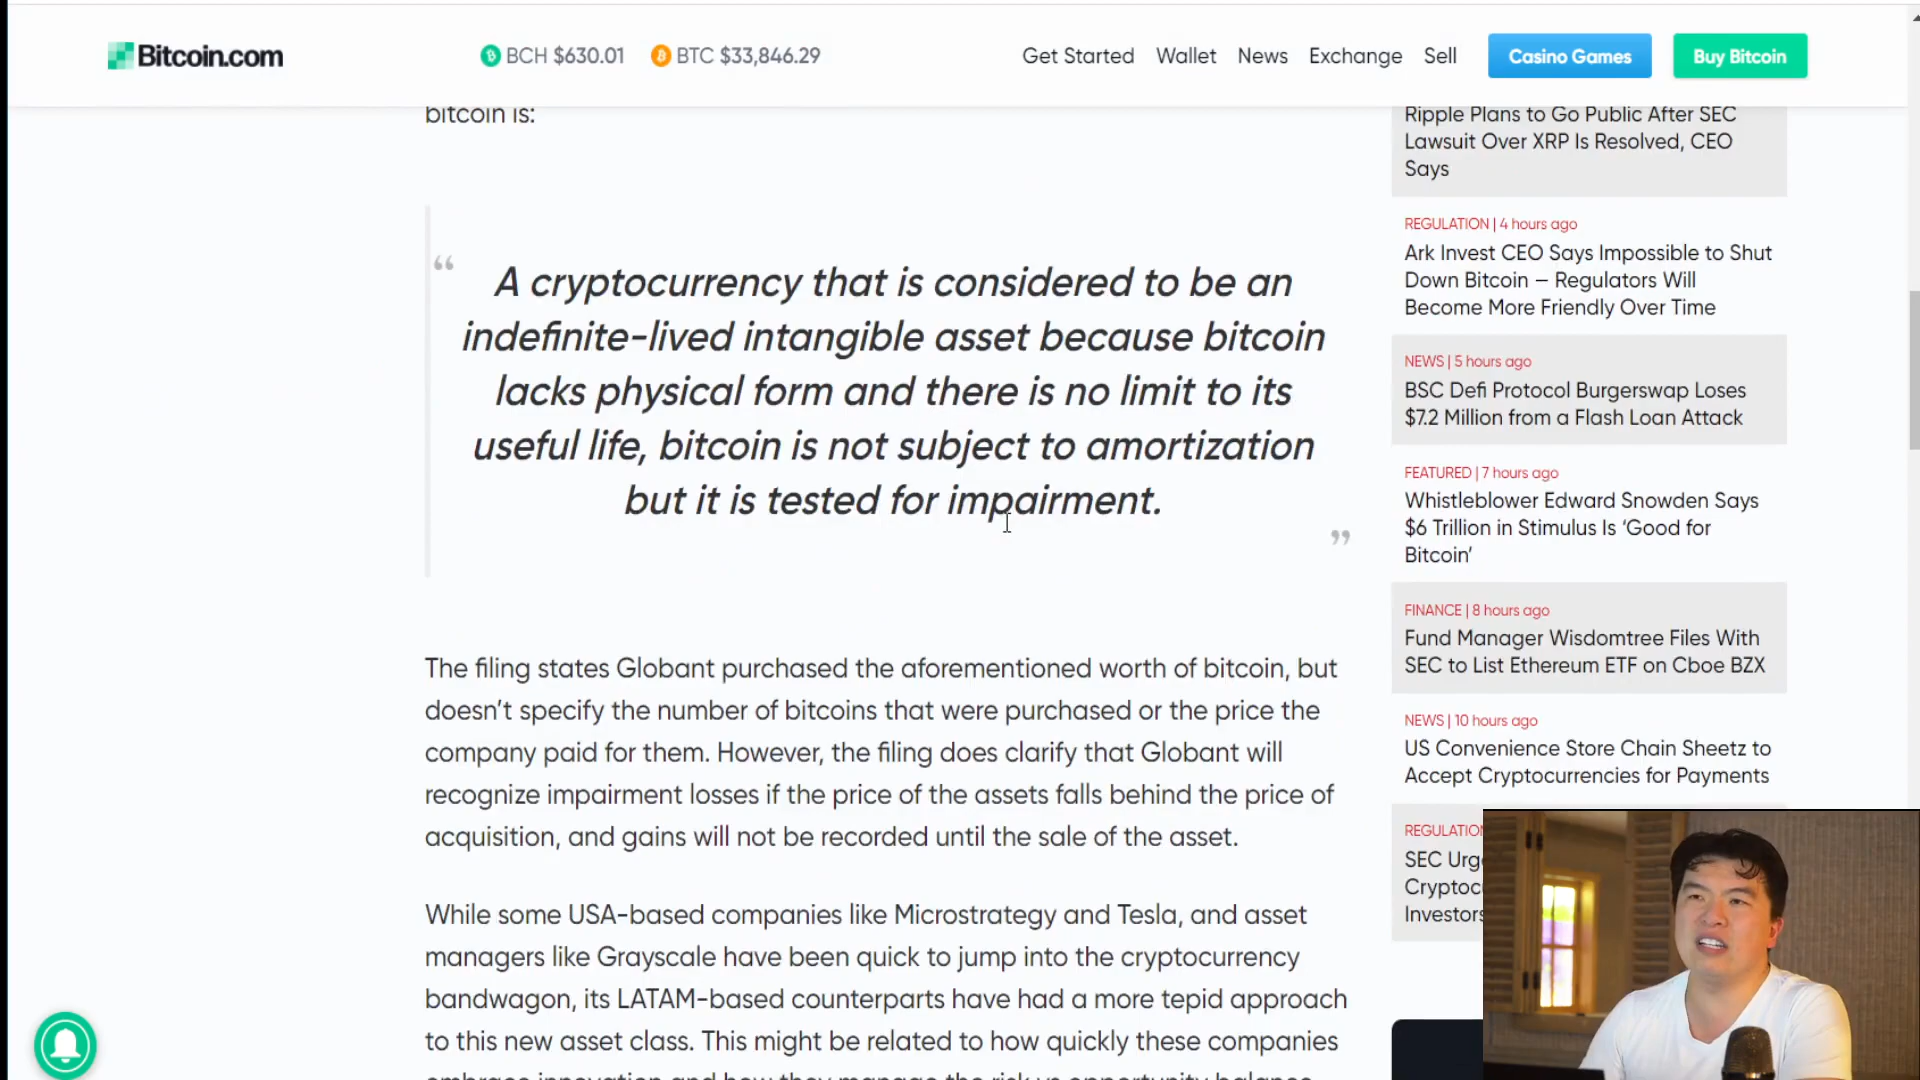 Bitcoin.com
BCH $630.01
BTC $33,846.29
Get Started
Wallet
News
Exchange
Sell
Casino Games
Buy Bitcoin
bitcoin is:
“
A cryptocurrency that is considered to be an
indefinite-lived intangible asset because bitcoin
lacks physical form and there is no limit to its
useful life, bitcoin is not subject to amortization
but it is tested for impairment.
”
The filing states Globant purchased the aforementioned worth of bitcoin, but
doesn’t specify the number of bitcoins that were purchased or the price the
company paid for them. However, the filing does clarify that Globant will
recognize impairment losses if the price of the assets falls behind the price of
acquisition, and gains will not be recorded until the sale of the asset.
While some USA-based companies like Microstrategy and Tesla, and asset
managers like Grayscale have been quick to jump into the cryptocurrency
bandwagon, its LATAM-based counterparts have had a more tepid approach
to this new asset class. This might be related to how quickly these companies
embrace innovation and how they manage the risk vs opportunity balance
Ripple Plans to Go Public After SEC
Lawsuit Over XRP Is Resolved, CEO
Says
REGULATION | 4 hours ago
Ark Invest CEO Says Impossible to Shut
Down Bitcoin — Regulators Will
Become More Friendly Over Time
NEWS | 5 hours ago
BSC Defi Protocol Burgerswap Loses
$7.2 Million from a Flash Loan Attack
FEATURED | 7 hours ago
Whistleblower Edward Snowden Says
$6 Trillion in Stimulus Is ‘Good for
Bitcoin’
FINANCE | 8 hours ago
Fund Manager Wisdomtree Files With
SEC to List Ethereum ETF on Cboe BZX
NEWS | 10 hours ago
US Convenience Store Chain Sheetz to
Accept Cryptocurrencies for Payments
REGULATIO
SEC Urg
Cryptoc
Investors